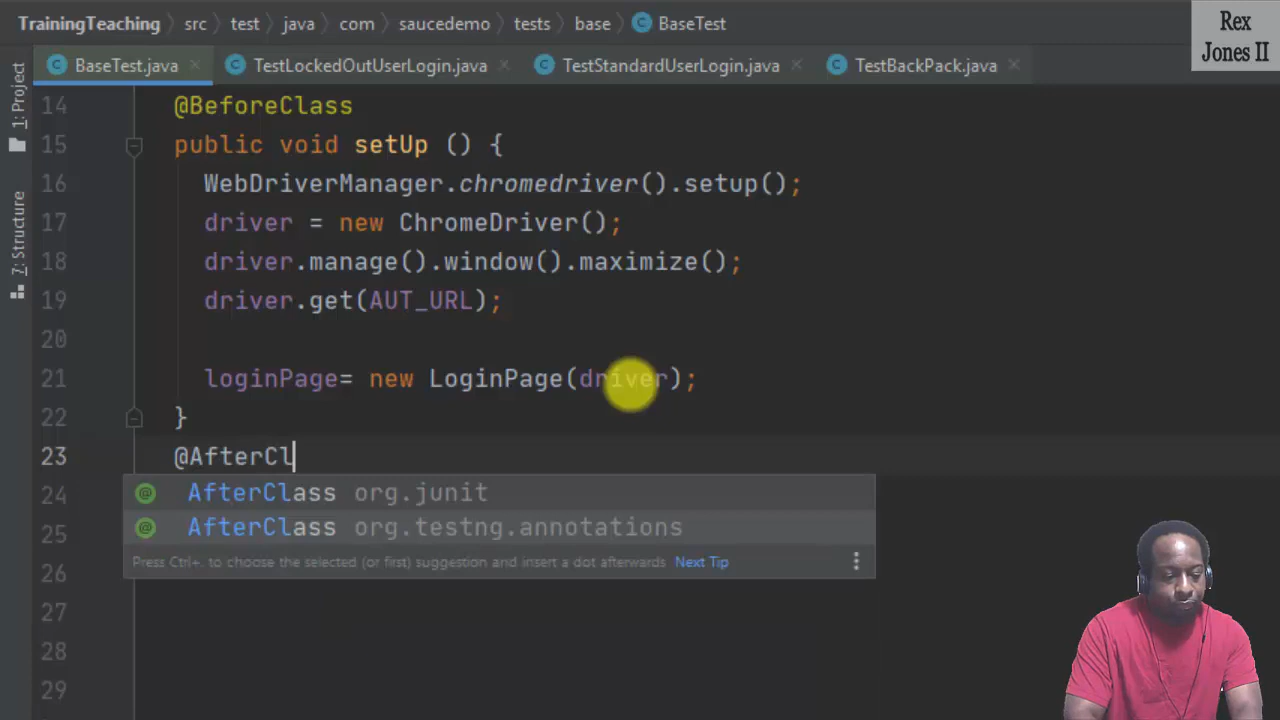 TrainingTeaching src test java com saucedemo tests base BaseTest
Rex
Jones II
BaseTest.java TestLockedOutUserLogin.java TestStandardUserLogin.java TestBackPack.java
1: Project
7: Structure
14 @BeforeClass
15 public void setUp () {
16 WebDriverManager.chromedriver().setup();
17 driver = new ChromeDriver();
18 driver.manage().window().maximize();
19 driver.get(AUT_URL);
20
21 loginPage= new LoginPage(driver);
22 }
23 @AfterCl
24 AfterClass org.junit
25 AfterClass org.testng.annotations
Press Ctrl+. to choose the selected (or first) suggestion and insert a dot afterwards Next Tip
26
27
28
29